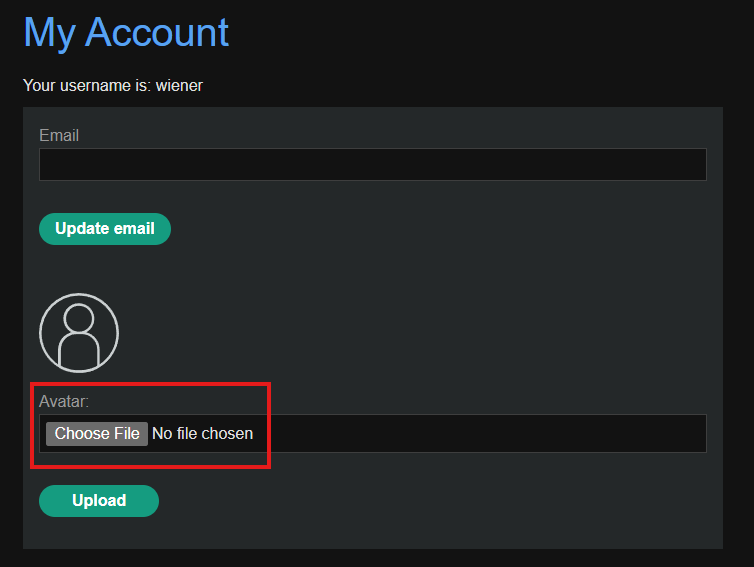 My Account
Your username is: wiener
Email
Update email
Avatar:
Choose File No file chosen
Upload